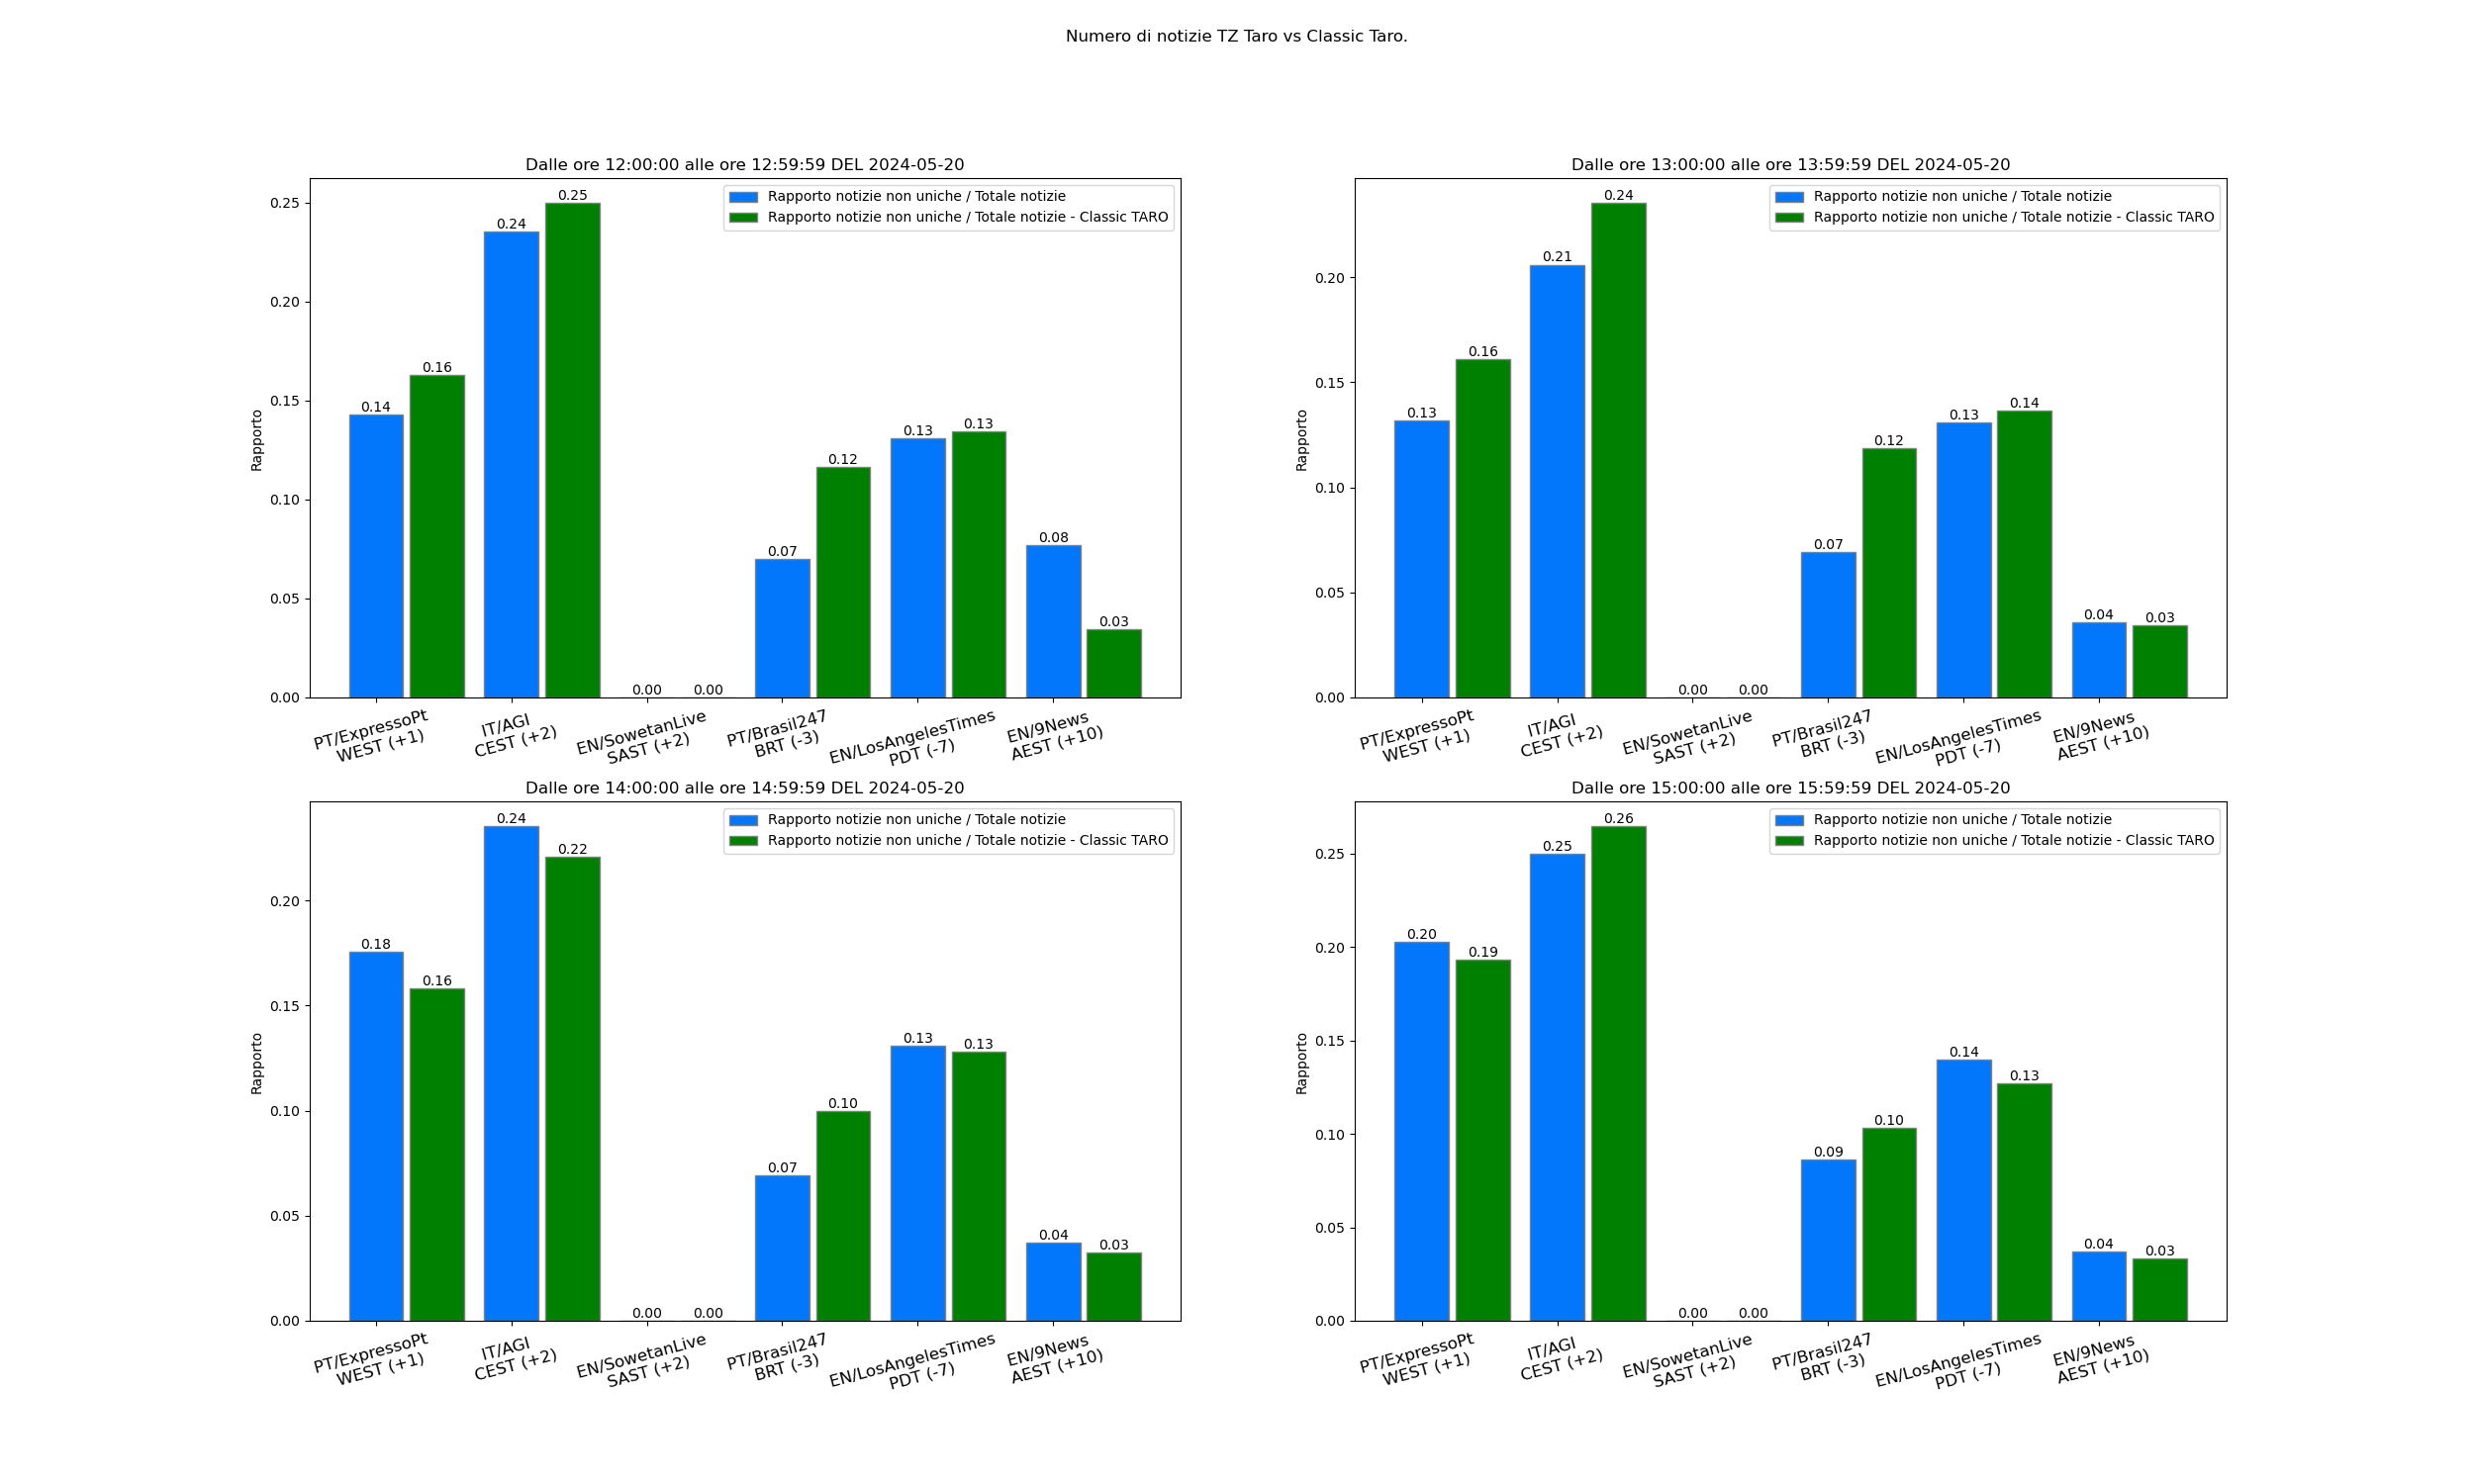 Numero di notizie TZ Taro vs Classic Taro.
Dalle ore 12:00:00 alle ore 12:59:59 DEL 2024-05-20
Rapporto notizie non uniche / Totale notizie
Rapporto notizie non uniche / Totale notizie - Classic TARO
Rapporto
0.25
0.20
0.15
0.10
0.05
0.00
0.14
0.16
0.24
0.25
0.00
0.00
0.07
0.12
0.13
0.13
0.08
0.03
PT/ExpressoPt
WEST (+1)
IT/AGI
CEST (+2)
EN/SowetanLive
SAST (+2)
PT/Brasil247
BRT (-3)
EN/LosAngelesTimes
PDT (-7)
EN/9News
AEST (+10)
Dalle ore 13:00:00 alle ore 13:59:59 DEL 2024-05-20
Rapporto notizie non uniche / Totale notizie
Rapporto notizie non uniche / Totale notizie - Classic TARO
Rapporto
0.20
0.15
0.10
0.05
0.00
0.13
0.16
0.21
0.24
0.00
0.00
0.07
0.12
0.13
0.14
0.04
0.03
PT/ExpressoPt
WEST (+1)
IT/AGI
CEST (+2)
EN/SowetanLive
SAST (+2)
PT/Brasil247
BRT (-3)
EN/LosAngelesTimes
PDT (-7)
EN/9News
AEST (+10)
Dalle ore 14:00:00 alle ore 14:59:59 DEL 2024-05-20
Rapporto notizie non uniche / Totale notizie
Rapporto notizie non uniche / Totale notizie - Classic TARO
Rapporto
0.20
0.15
0.10
0.05
0.00
0.18
0.16
0.24
0.22
0.00
0.00
0.07
0.10
0.13
0.13
0.04
0.03
PT/ExpressoPt
WEST (+1)
IT/AGI
CEST (+2)
EN/SowetanLive
SAST (+2)
PT/Brasil247
BRT (-3)
EN/LosAngelesTimes
PDT (-7)
EN/9News
AEST (+10)
Dalle ore 15:00:00 alle ore 15:59:59 DEL 2024-05-20
Rapporto notizie non uniche / Totale notizie
Rapporto notizie non uniche / Totale notizie - Classic TARO
Rapporto
0.25
0.20
0.15
0.10
0.05
0.00
0.20
0.19
0.25
0.26
0.00
0.00
0.09
0.10
0.14
0.13
0.04
0.03
PT/ExpressoPt
WEST (+1)
IT/AGI
CEST (+2)
EN/SowetanLive
SAST (+2)
PT/Brasil247
BRT (-3)
EN/LosAngelesTimes
PDT (-7)
EN/9News
AEST (+10)